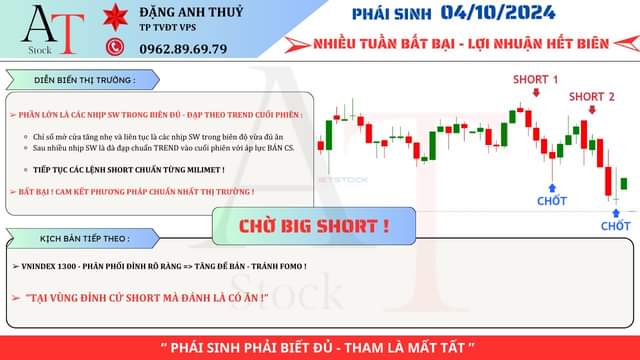 AT
Stock
ĐẶNG ANH THUỶ
TP TVĐT VPS
0962.89.69.79
PHÁI SINH 04/10/2024
NHIỀU TUẦN BẤT BẠI - LỢI NHUẬN HẾT BIÊN
DIỄN BIẾN THỊ TRƯỜNG :
PHẦN LỚN LÀ CÁC NHỊP SW TRONG BIÊN ĐỦ - ĐẠP THEO TREND CUỐI PHIÊN :
Chỉ số mở cửa tăng nhẹ và liên tục là các nhịp SW trong biên độ vừa đủ ăn
Sau nhiều nhịp SW là đà đạp chuẩn TREND vào cuối phiên với áp lực BÁN CS.
TIẾP TỤC CÁC LỆNH SHORT CHUẨN TỪNG MILIMET !
BẤT BẠI ! CAM KẾT PHƯƠNG PHÁP CHUẨN NHẤT THỊ TRƯỜNG !
SHORT 1
SHORT 2
CHỐT
CHỐT
CHỜ BIG SHORT !
KỊCH BẢN TIẾP THEO :
VNINDEX 1300 - PHÂN PHỐI ĐỈNH RÕ RÀNG => TĂNG ĐỂ BÁN - TRÁNH FOMO !
“TẠI VÙNG ĐỈNH CỨ SHORT MÀ ĐÁNH LÀ CÓ ĂN !”
AT
Stock
“ PHÁI SINH PHẢI BIẾT ĐỦ - THAM LÀ MẤT TẤT ”